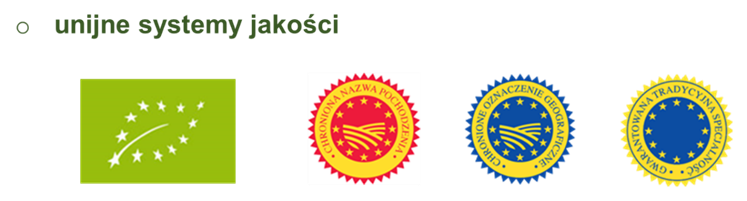 o unijne systemy jakości
CHRONIONA NAZWA POCHODZENIA
CHRONIONE OZNACZENIE GEOGRAFICZNE
GWARANTOWANA TRADYCYJNA SPECJALNOŚĆ